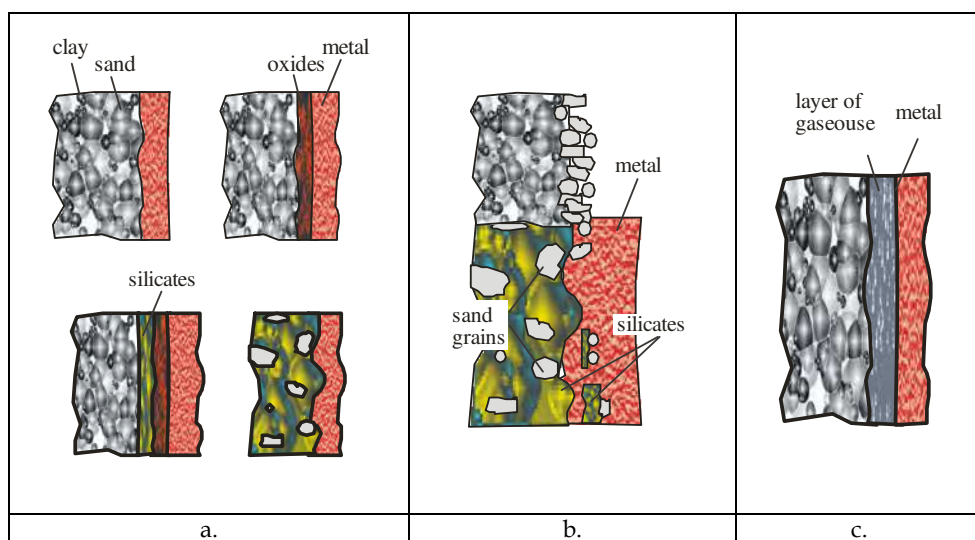 clay
sand
metal
oxides
silicates
a.
metal
sand
grains
silicates
b.
layer of
gaseouse
metal
c.